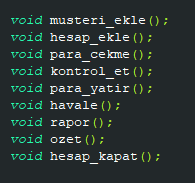 void musteri_ekle();
void hesap_ekle();
void para_cekme();
void kontrol_et();
void para_yatir();
void havale();
void rapor();
void ozet();
void hesap_kapat();